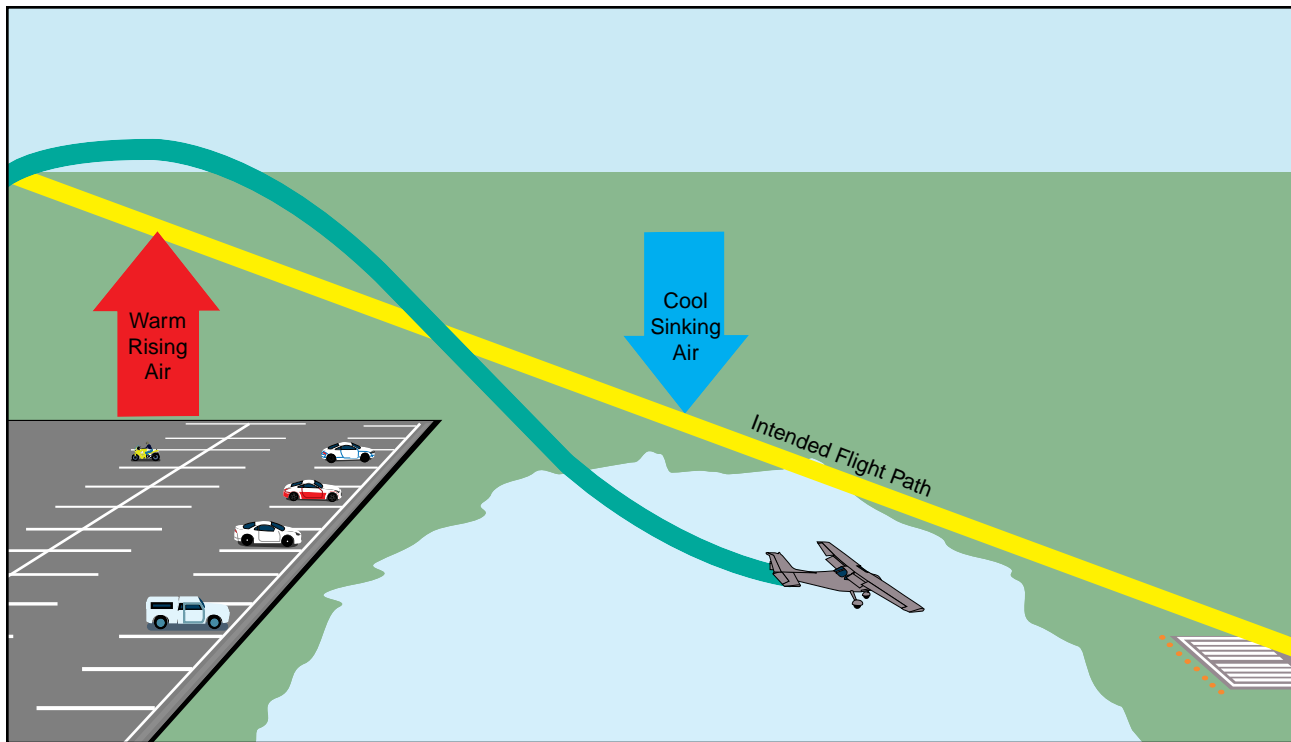 Warm
Rising
Air
Cool
Sinking
Air
Intended Flight Path